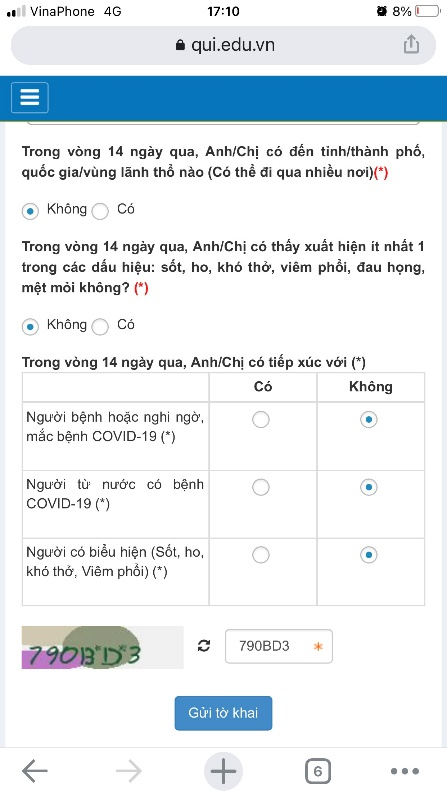 VinaPhone 4G 17:10 8%
qui.edu.vn
Trong vòng 14 ngày qua, Anh/Chị có đến tỉnh/thành phố,
quốc gia/vùng lãnh thổ nào (Có thể đi qua nhiều nơi)(*)
Không Có
Trong vòng 14 ngày qua, Anh/Chị có thấy xuất hiện ít nhất 1
trong các dấu hiệu: sốt, ho, khó thở, viêm phổi, đau họng,
mệt mỏi không? (*)
Không Có
Trong vòng 14 ngày qua, Anh/Chị có tiếp xúc với (*)
Có Không
Người bệnh hoặc nghi ngờ,
mắc bệnh COVID-19 (*)
Người từ nước có bệnh
COVID-19 (*)
Người có biểu hiện (Sốt, ho,
khó thở, Viêm phổi) (*)
790BD3 790BD3 *
Gửi tờ khai
6